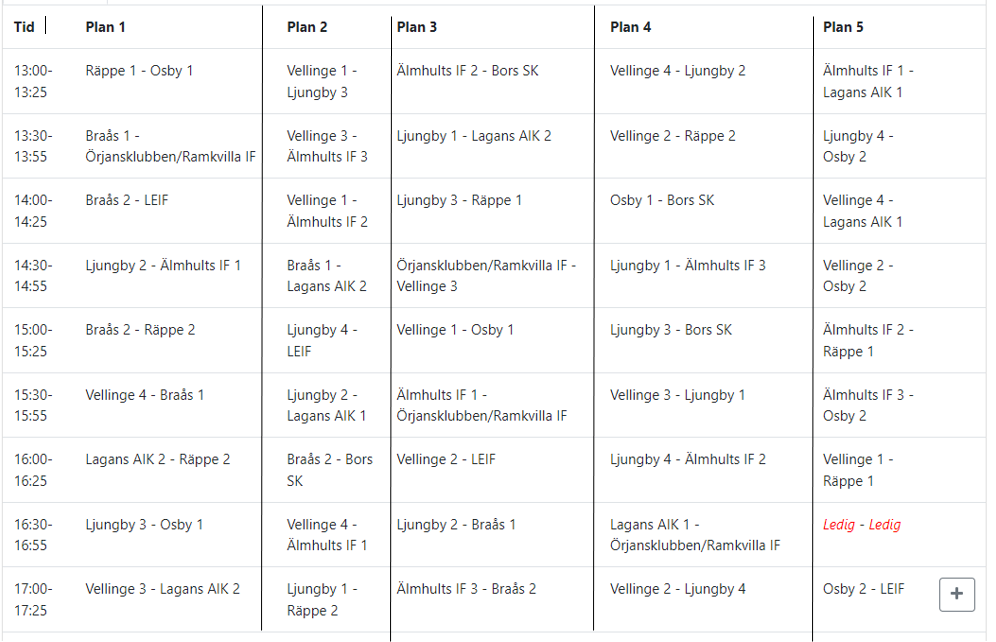 Tid Plan 1 Plan 2 Plan 3 Plan 4 Plan 5
13:00- Räppe 1 - Osby 1 Vellinge 1 - Älmhults IF 2 - Bors SK Vellinge 4 - Ljungby 2 Älmhults IF 1 -
13:25 Ljungby 3 Lagans AIK 1
13:30- Braås 1 - Vellinge 3 - Ljungby 1 - Lagans AIK 2 Vellinge 2 - Räppe 2 Ljungby 4 -
13:55 Örjansklubben/Ramkvilla IF Älmhults IF 3 Osby 2
14:00- Braås 2 - LEIF Vellinge 1 - Ljungby 3 - Räppe 1 Osby 1 - Bors SK Vellinge 4 -
14:25 Älmhults IF 2 Lagans AIK 1
14:30- Ljungby 2 - Älmhults IF 1 Braås 1 - Örjansklubben/Ramkvilla IF - Ljungby 1 - Älmhults IF 3 Vellinge 2 -
14:55 Lagans AIK 2 Vellinge 3 Osby 2
15:00- Braås 2 - Räppe 2 Ljungby 4 - Vellinge 1 - Osby 1 Ljungby 3 - Bors SK Älmhults IF 2 -
15:25 LEIF Räppe 1
15:30- Vellinge 4 - Braås 1 Ljungby 2 - Älmhults IF 1 - Vellinge 3 - Ljungby 1 Älmhults IF 3 -
15:55 Lagans AIK 1 Örjansklubben/Ramkvilla IF Osby 2
16:00- Lagans AIK 2 - Räppe 2 Braås 2 - Bors Vellinge 2 - LEIF Ljungby 4 - Älmhults IF 2 Vellinge 1 -
16:25 SK Räppe 1
16:30- Ljungby 3 - Osby 1 Vellinge 4 - Ljungby 2 - Braås 1 Lagans AIK 1 - Ledig - Ledig
16:55 Älmhults IF 1 Örjansklubben/Ramkvilla IF
17:00- Vellinge 3 - Lagans AIK 2 Ljungby 1 - Älmhults IF 3 - Braås 2 Vellinge 2 - Ljungby 4 Osby 2 - LEIF +
17:25 Räppe 2